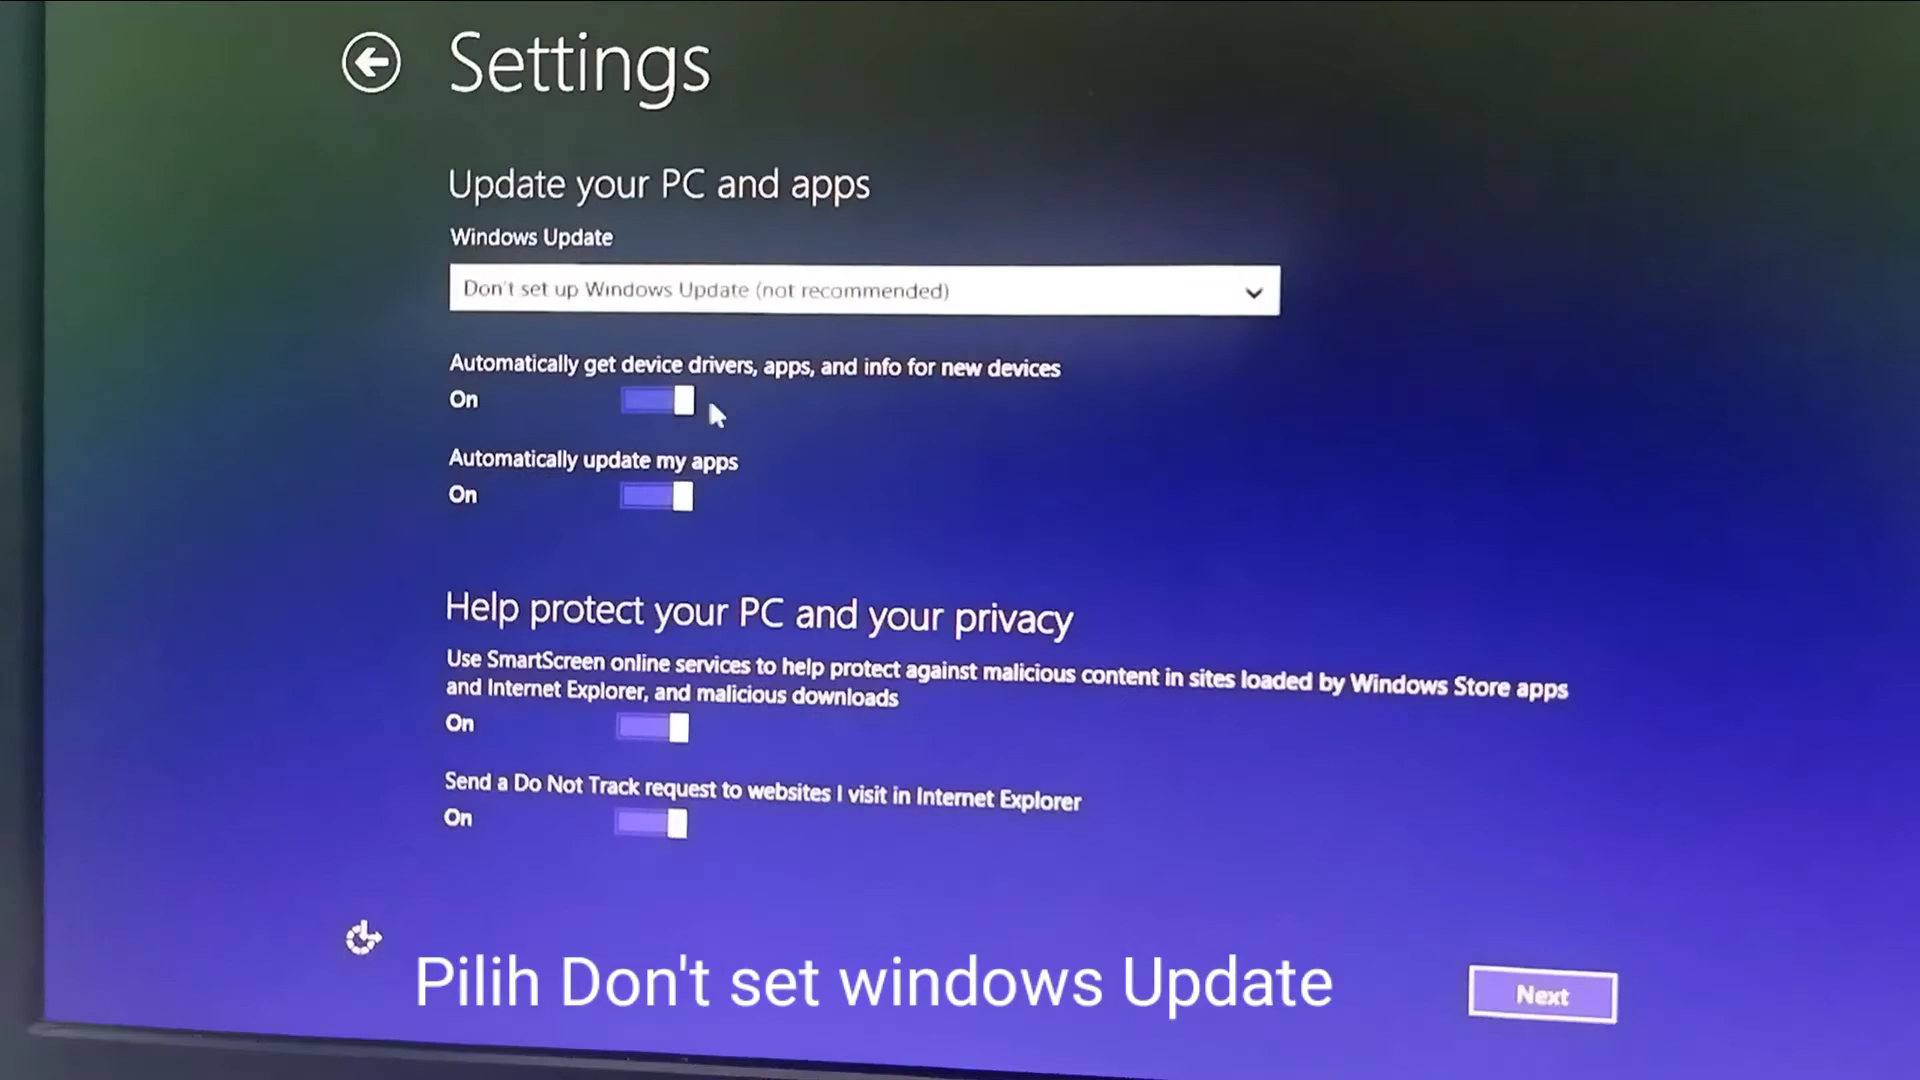 Settings
Update your PC and apps
Windows Update
Don't set up Windows Update (not recommended)
Automatically get device drivers, apps, and info for new devices
On
Automatically update my apps
On
Help protect your PC and your privacy
Use SmartScreen online services to help protect against malicious content in sites loaded by Windows Store apps
and Internet Explorer, and malicious downloads
On
Send a Do Not Track request to websites I visit in Internet Explorer
On
Pilih Don't set windows Update
Next